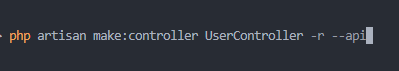 > php artisan make:controller UserController -r --api